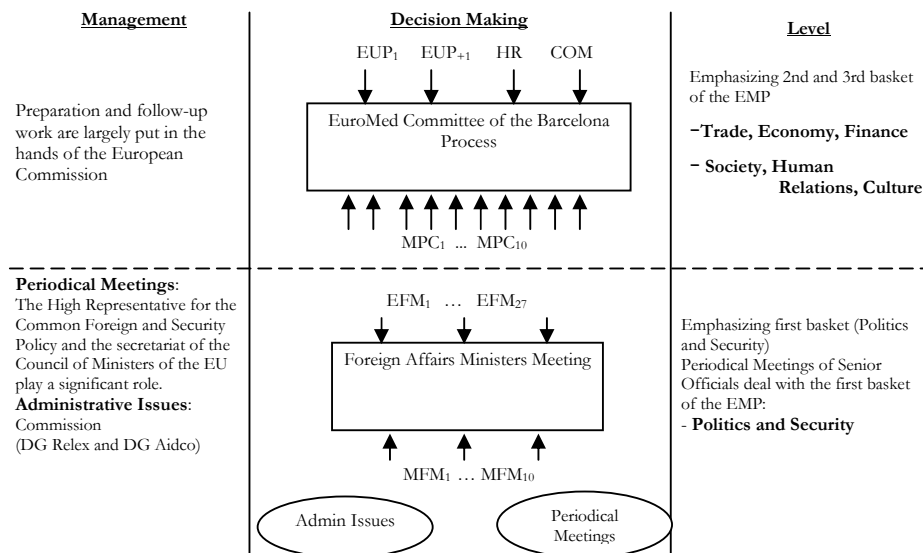 Management
Preparation and follow-up
work are largely put in the
hands of the European
Commission
Decision Making
EUP₁ EUP₊₁ HR COM
EuroMed Committee of the Barcelona
Process
MPC₁ ... MPC₁₀
Level
Emphasizing 2nd and 3rd basket
of the EMP
-Trade, Economy, Finance
- Society, Human
Relations, Culture
Periodical Meetings:
The High Representative for the
Common Foreign and Security
Policy and the secretariat of the
Council of Ministers of the EU
play a significant role.
Administrative Issues:
Commission
(DG Relex and DG Aidco)
EFM₁ … EFM₂₇
Foreign Affairs Ministers Meeting
MFM₁ … MFM₁₀
Admin Issues
Periodical
Meetings
Emphasizing first basket (Politics
and Security)
Periodical Meetings of Senior
Officials deal with the first basket
of the EMP:
- Politics and Security